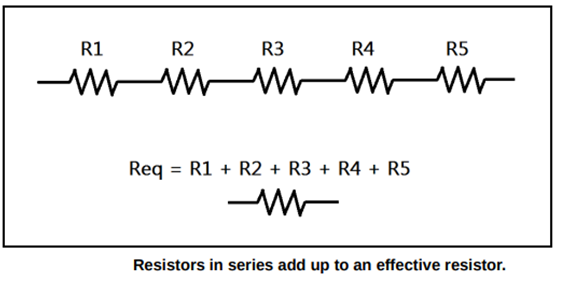 R1 R2 R3 R4 R5
Req = R1 + R2 + R3 + R4 + R5
Resistors in series add up to an effective resistor.